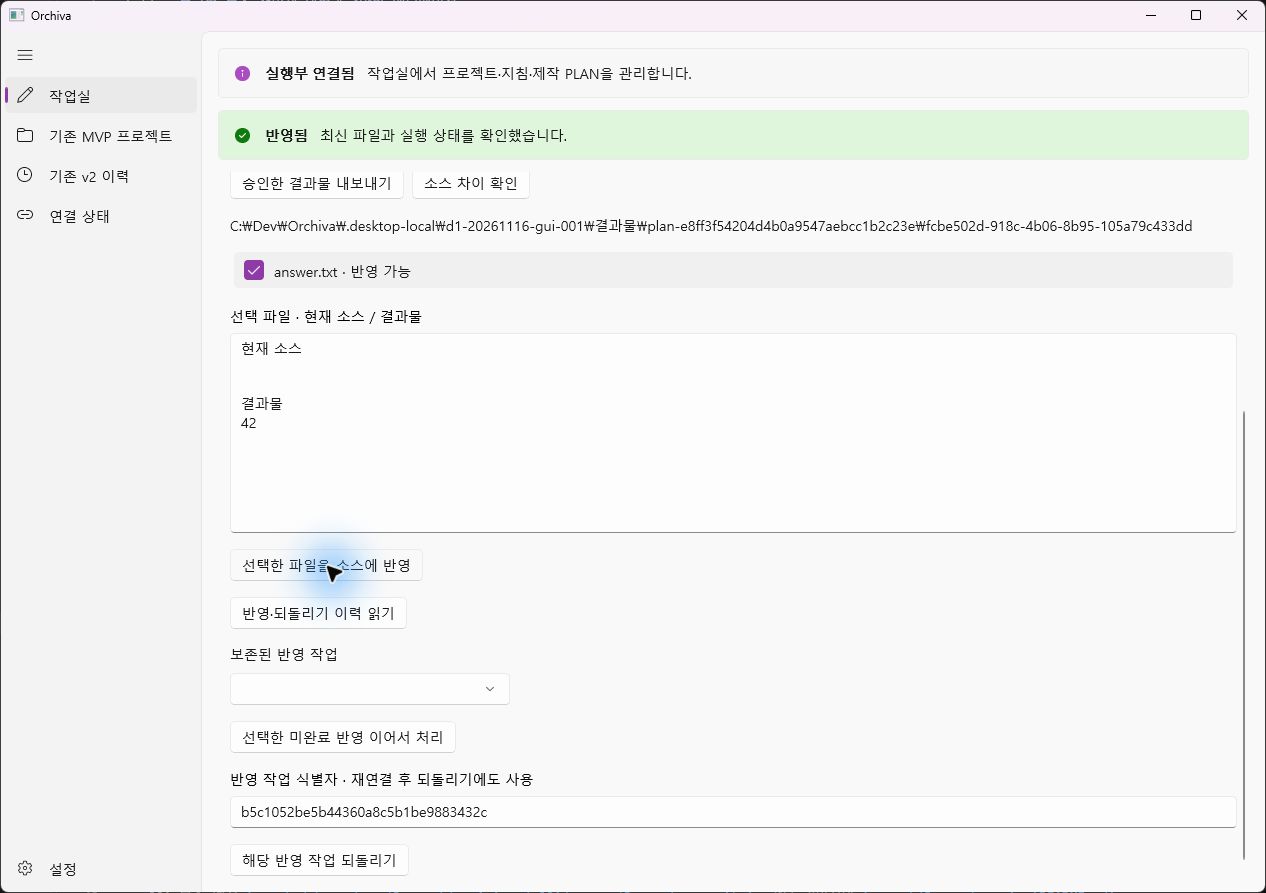 Orchiva
작업실
기존 MVP 프로젝트
기존 v2 이력
연결 상태
설정
실행부 연결됨 작업실에서 프로젝트·지침·제작 PLAN을 관리합니다.
반영됨 최신 파일과 실행 상태를 확인했습니다.
승인한 결과물 내보내기 소스 차이 확인
C:₩Dev₩Orchiva₩.desktop-local₩d1-20261116-gui-001₩결과물₩plan-e8ff3f54204d4b0a9547aebcc1b2c23e₩fcbe502d-918c-4b06-8b95-105a79c433dd
answer.txt · 반영 가능
선택 파일 · 현재 소스 / 결과물
현재 소스
결과물
42
선택한 파일을 소스에 반영
반영·되돌리기 이력 읽기
보존된 반영 작업
선택한 미완료 반영 이어서 처리
반영 작업 식별자 · 재연결 후 되돌리기에도 사용
b5c1052be5b44360a8c5b1be9883432c
해당 반영 작업 되돌리기